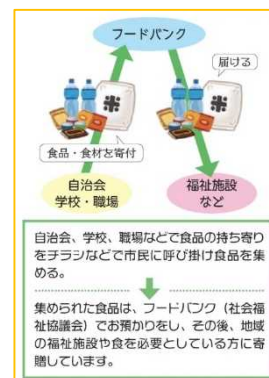 フードバンク
届ける
米
米
食品・食材を寄付
自治会
学校・職場
福祉施設
など
自治会、学校、職場などで食品の持ち寄り
をチラシなどで市民に呼び掛け食品を集
める。
集められた食品は、フードバンク（社会福
祉協議会）でお預かりをし、その後、地域
の福祉施設や食を必要としている方に寄
贈しています。